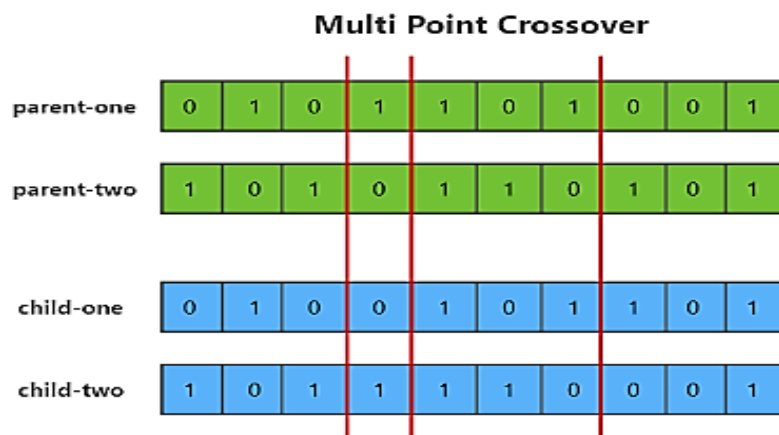 Multi Point Crossover
parent-one 0 1 0 1 1 0 1 0 0 1
parent-two 1 0 1 0 1 1 0 1 0 1
child-one 0 1 0 0 1 0 1 1 0 1
child-two 1 0 1 1 1 1 0 0 0 1